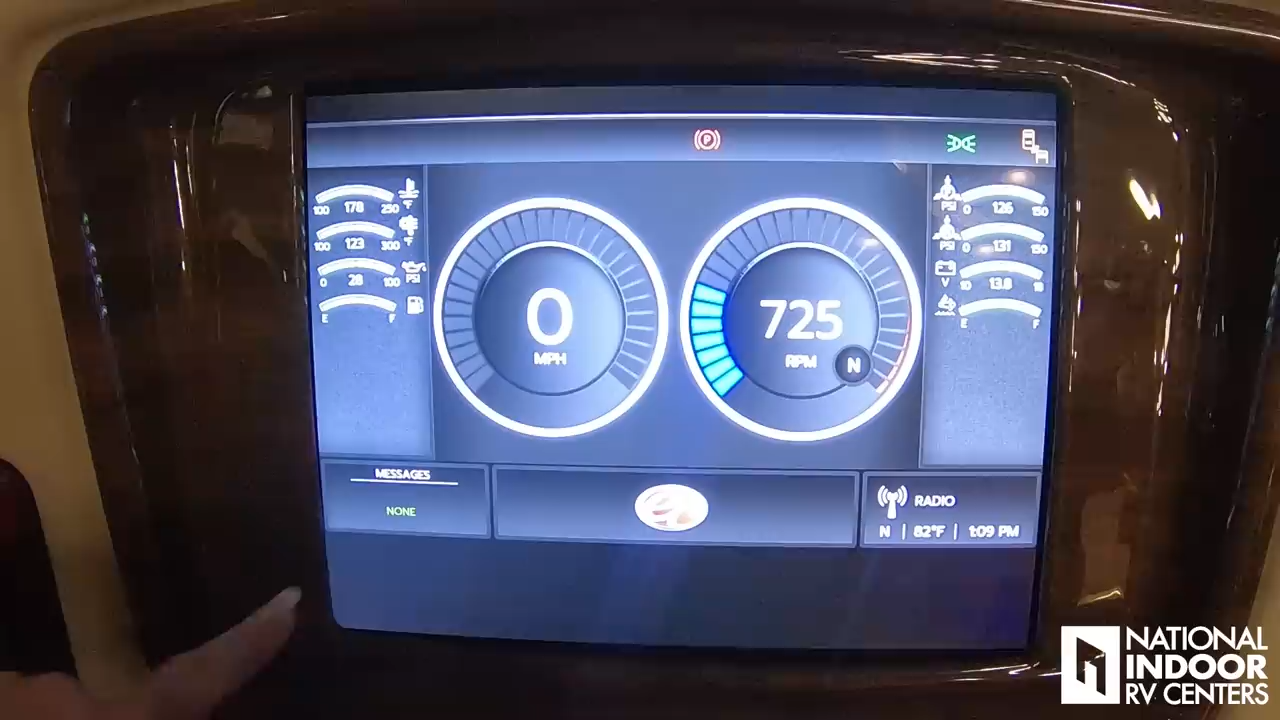 P
100 178 250 °F
100 123 300 °F
0 28 100 PSI
E F
0
MPH
725
RPM
N
PSI 0 126 150
PSI 0 131 150
V 10 13.8 18
E F
MESSAGES
NONE
RADIO
N | 82°F | 1:09 PM
NATIONAL
INDOOR
RV CENTERS